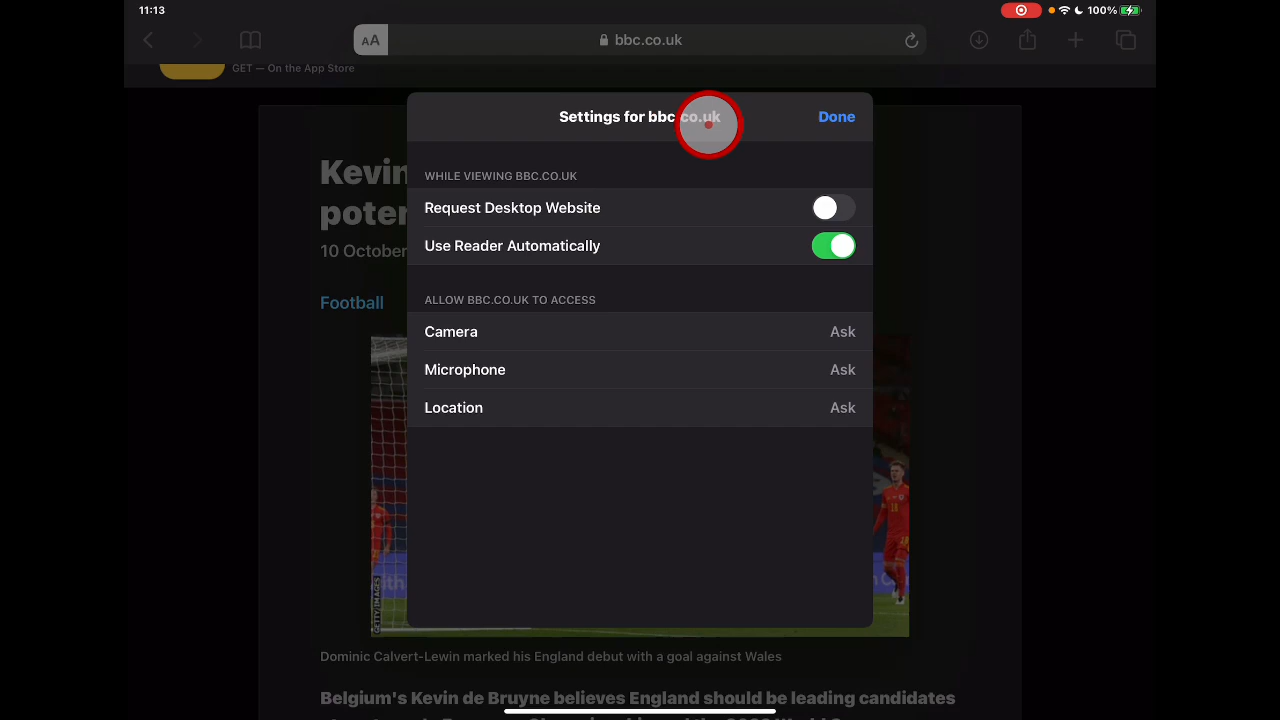 11:13
100%
AA
bbc.co.uk
GET — On the App Store
Settings for bbc.co.uk
Done
Kevin
poten
10 October
Football
WHILE VIEWING BBC.CO.UK
Request Desktop Website
Use Reader Automatically
ALLOW BBC.CO.UK TO ACCESS
Camera
Ask
Microphone
Ask
Location
Ask
GETTY IMAGES
Dominic Calvert-Lewin marked his England debut with a goal against Wales
Belgium's Kevin de Bruyne believes England should be leading candidates